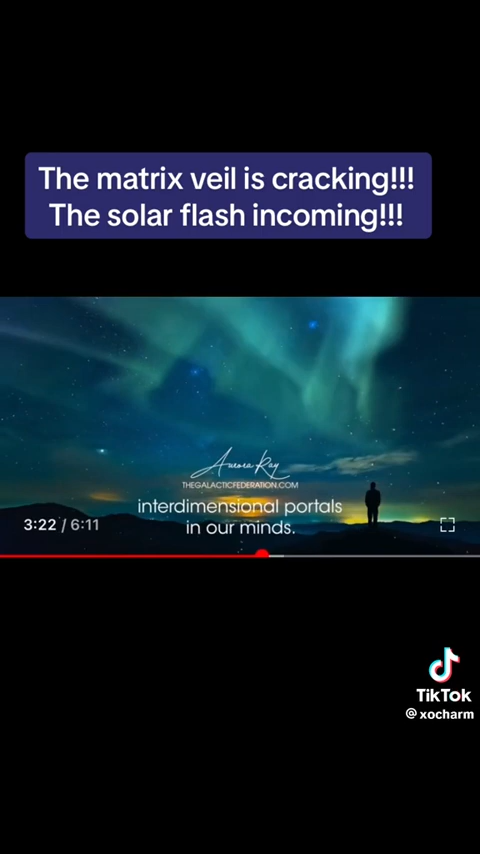 The matrix veil is cracking!!!
The solar flash incoming!!!
Aurora Ray
THEGALACTICFEDERATION.COM
interdimensional portals
in our minds.
3:22 / 6:11
TikTok
@xocharm